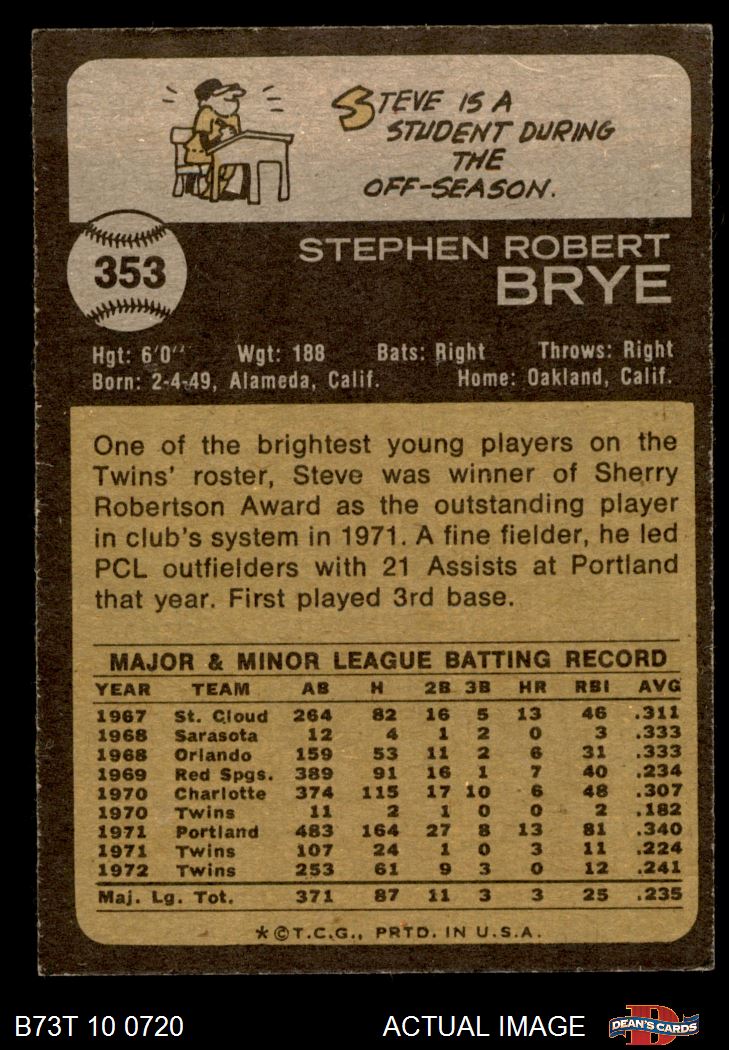 STEVE IS A
STUDENT DURING
THE
OFF-SEASON.
353
STEPHEN ROBERT
BRYE
Hgt: 6'0'' Wgt: 188 Bats: Right Throws: Right
Born: 2-4-49, Alameda, Calif. Home: Oakland, Calif.
One of the brightest young players on the
Twins' roster, Steve was winner of Sherry
Robertson Award as the outstanding player
in club's system in 1971. A fine fielder, he led
PCL outfielders with 21 Assists at Portland
that year. First played 3rd base.
MAJOR & MINOR LEAGUE BATTING RECORD
YEAR TEAM AB H 2B 3B HR RBI AVG
1967 St. Cloud 264 82 16 5 13 46 .311
1968 Sarasota 12 4 1 2 0 3 .333
1968 Orlando 159 53 11 2 6 31 .333
1969 Red Spgs. 389 91 16 1 7 40 .234
1970 Charlotte 374 115 17 10 6 48 .307
1970 Twins 11 2 1 0 0 2 .182
1971 Portland 483 164 27 8 13 81 .340
1971 Twins 107 24 1 0 3 11 .224
1972 Twins 253 61 9 3 0 12 .241
Maj. Lg. Tot. 371 87 11 3 3 25 .235
*©T.C.G., PRTD. IN U.S.A.
B73T 10 0720 ACTUAL IMAGE DEAN'S CARDS